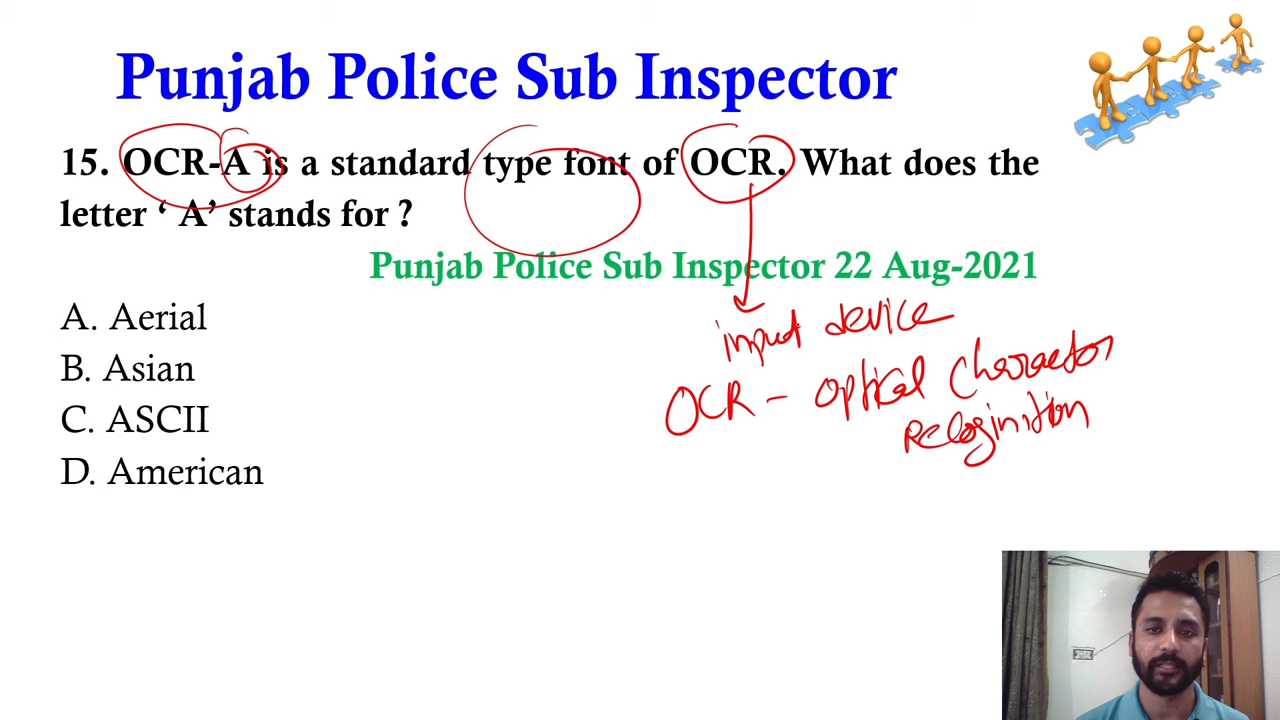 Punjab Police Sub Inspector
15. OCR-A is a standard type font of OCR. What does the
letter ‘ A’ stands for ?
Punjab Police Sub Inspector 22 Aug-2021
A. Aerial
B. Asian
C. ASCII
D. American
input device
OCR - optical Character
recoginition